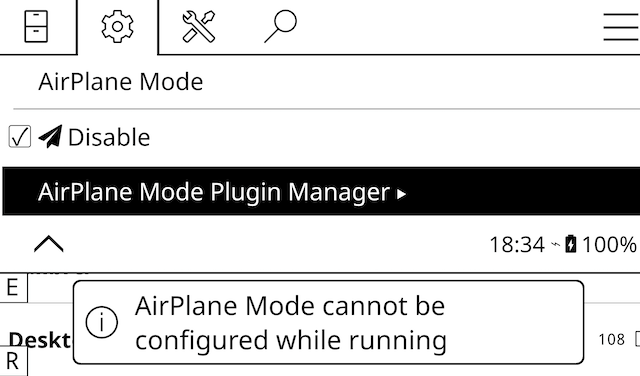 AirPlane Mode
Disable
AirPlane Mode Plugin Manager ▸
18:34 100%
E
AirPlane Mode cannot be
configured while running
Deskt
108
R